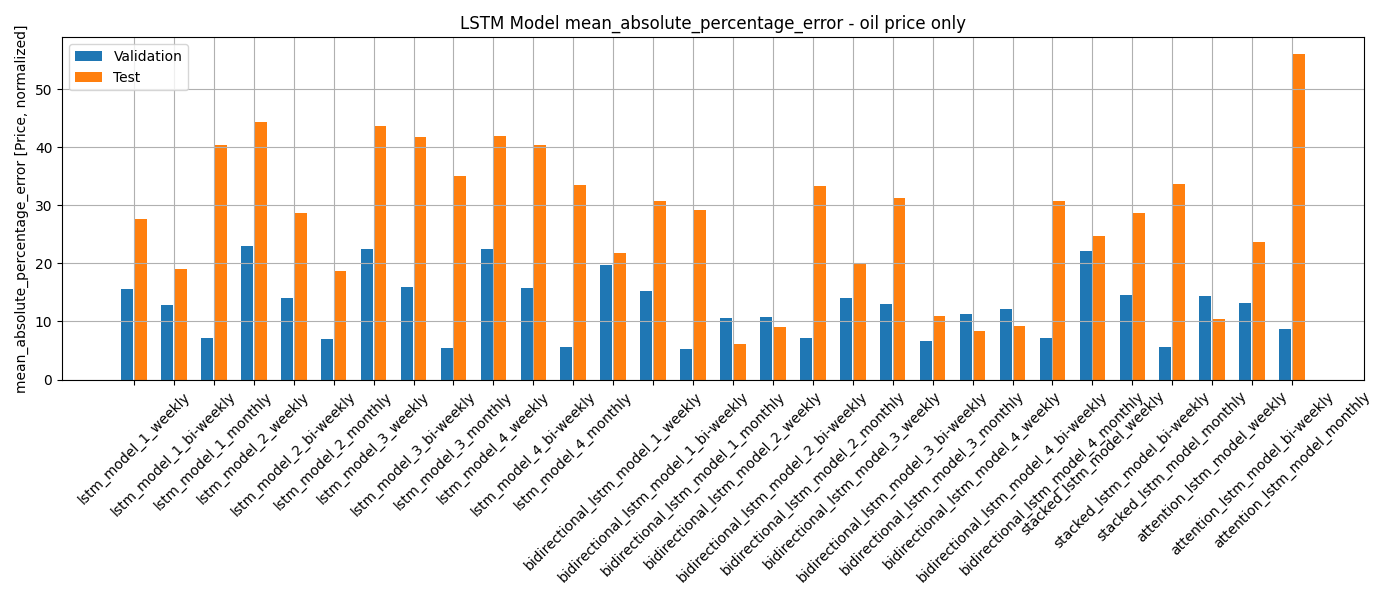 LSTM Model mean_absolute_percentage_error - oil price only
mean_absolute_percentage_error [Price, normalized]
Validation
Test
50
40
30
20
10
0
lstm_model_1_weekly
lstm_model_1_bi-weekly
lstm_model_1_monthly
lstm_model_2_weekly
lstm_model_2_bi-weekly
lstm_model_2_monthly
lstm_model_3_weekly
lstm_model_3_bi-weekly
lstm_model_3_monthly
lstm_model_4_weekly
lstm_model_4_bi-weekly
lstm_model_4_monthly
bidirectional_lstm_model_1_weekly
bidirectional_lstm_model_1_bi-weekly
bidirectional_lstm_model_1_monthly
bidirectional_lstm_model_2_weekly
bidirectional_lstm_model_2_bi-weekly
bidirectional_lstm_model_2_monthly
bidirectional_lstm_model_3_weekly
bidirectional_lstm_model_3_bi-weekly
bidirectional_lstm_model_3_monthly
bidirectional_lstm_model_4_weekly
bidirectional_lstm_model_4_bi-weekly
bidirectional_lstm_model_4_monthly
stacked_lstm_model_weekly
stacked_lstm_model_bi-weekly
stacked_lstm_model_monthly
attention_lstm_model_weekly
attention_lstm_model_bi-weekly
attention_lstm_model_monthly